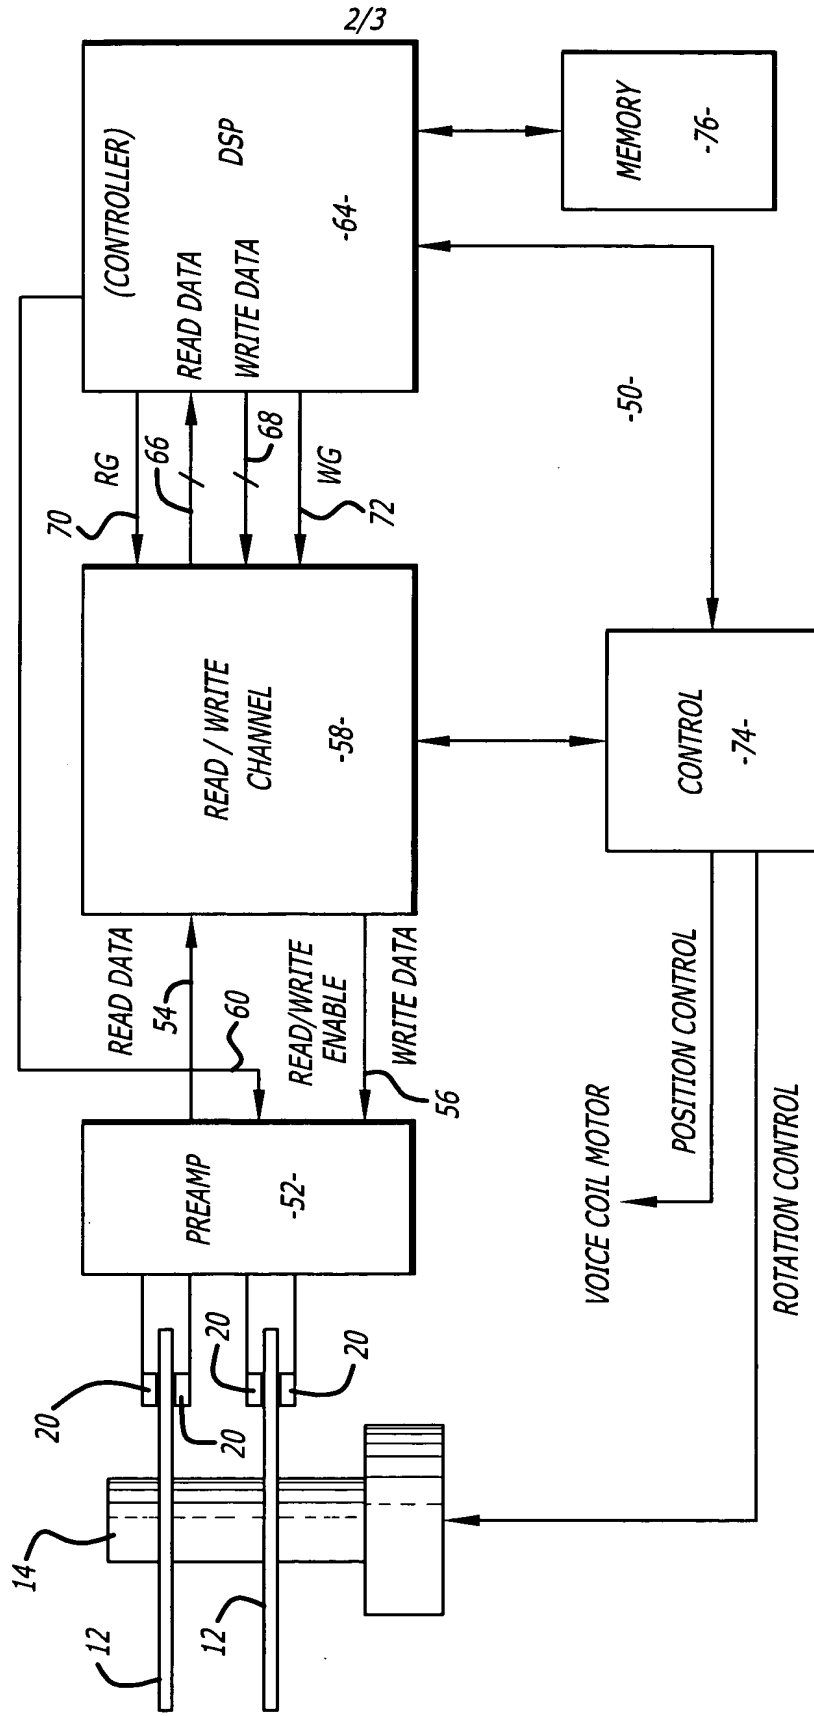 2/3
(CONTROLLER)
DSP
READ DATA
WRITE DATA
-64-
MEMORY
-76-
RG
70
66
68
WG
72
-50-
READ / WRITE
CHANNEL
-58-
CONTROL
-74-
READ DATA
54
60
READ/WRITE
ENABLE
WRITE DATA
56
PREAMP
-52-
POSITION CONTROL
VOICE COIL MOTOR
ROTATION CONTROL
20
20
20
20
14
12
12